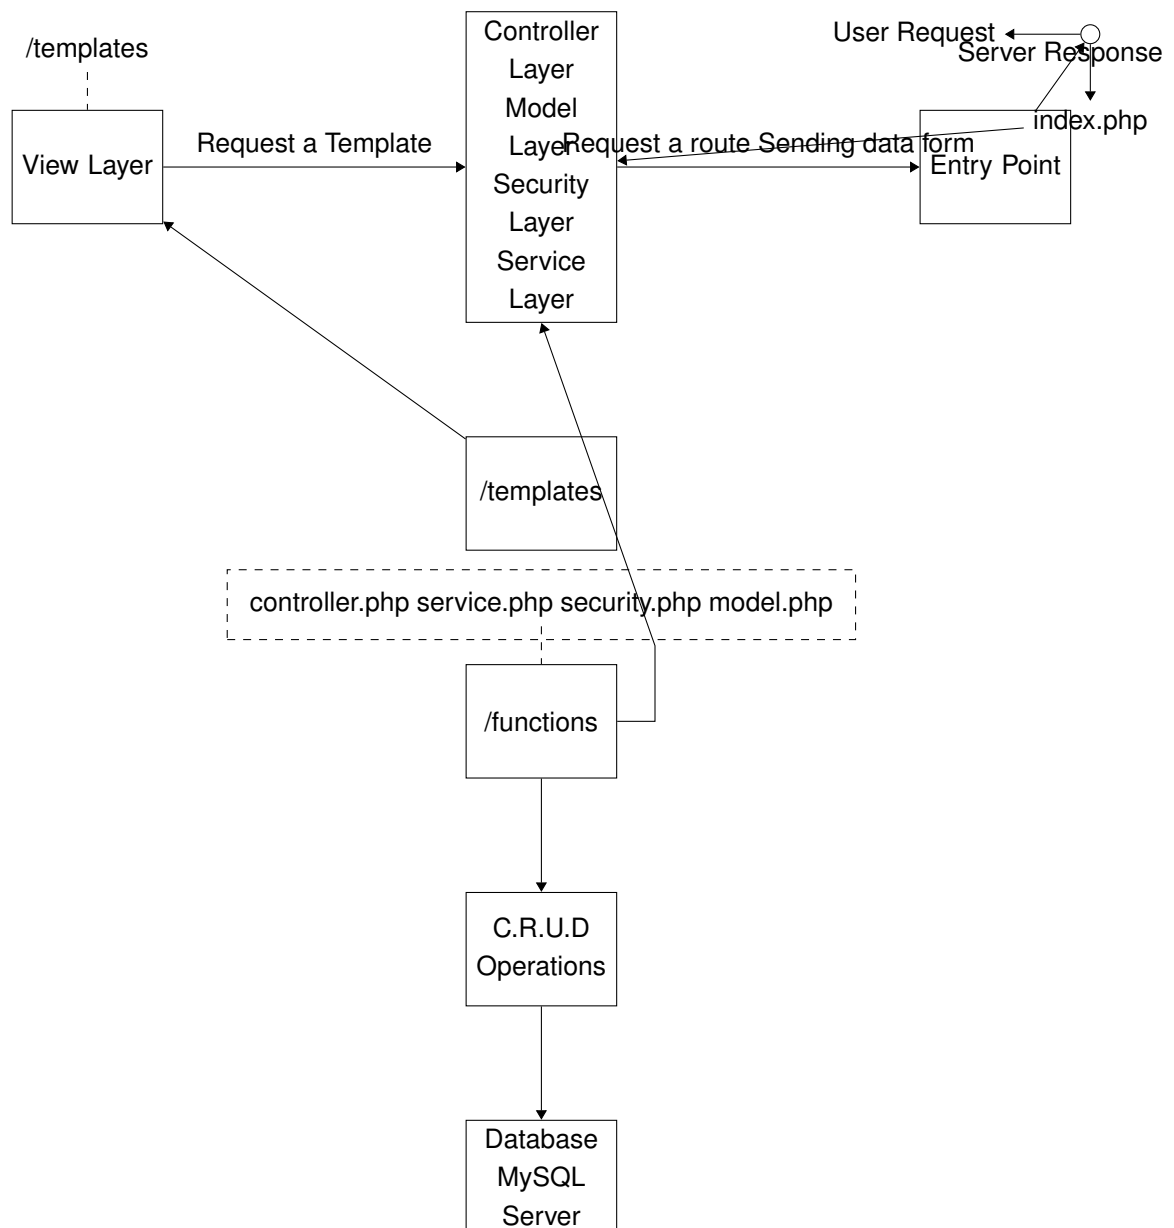 /templates
View Layer
Request a Template
Controller
Layer
Model
Layer
Security
Layer
Service
Layer
Request a route Sending data form
User Request
Server Response
index.php
Entry Point
/templates
controller.php service.php security.php model.php
/functions
C.R.U.D
Operations
Database
MySQL
Server